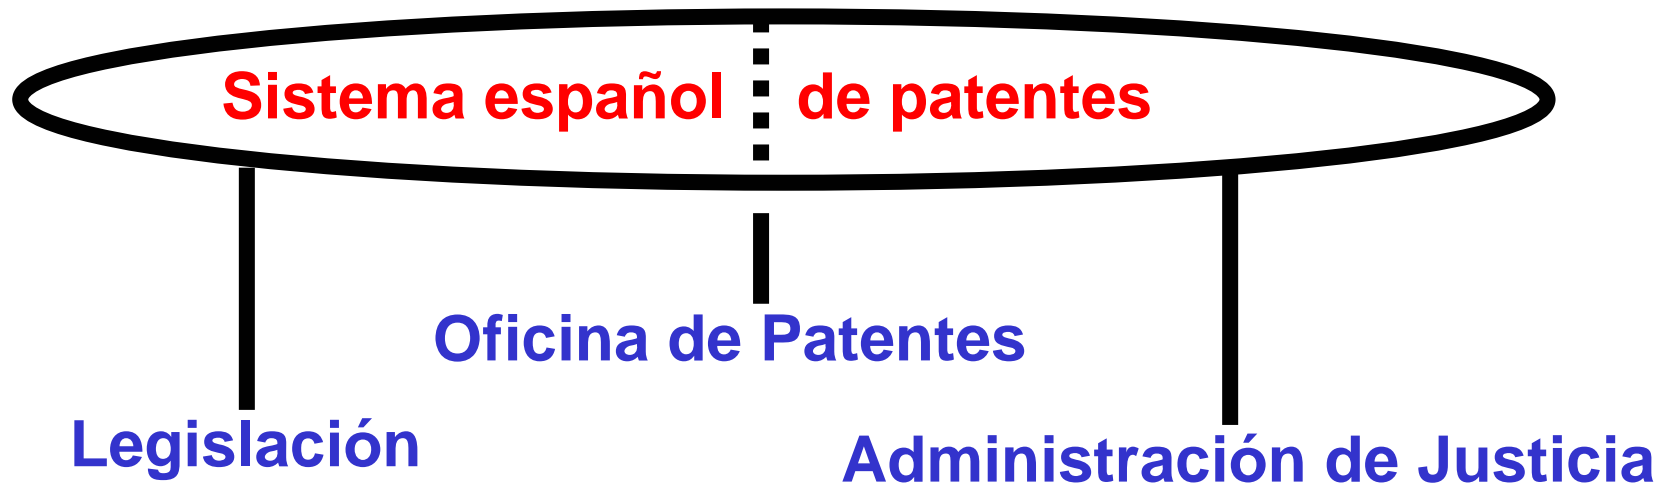 Sistema español de patentes
Oficina de Patentes
Legislación
Administración de Justicia